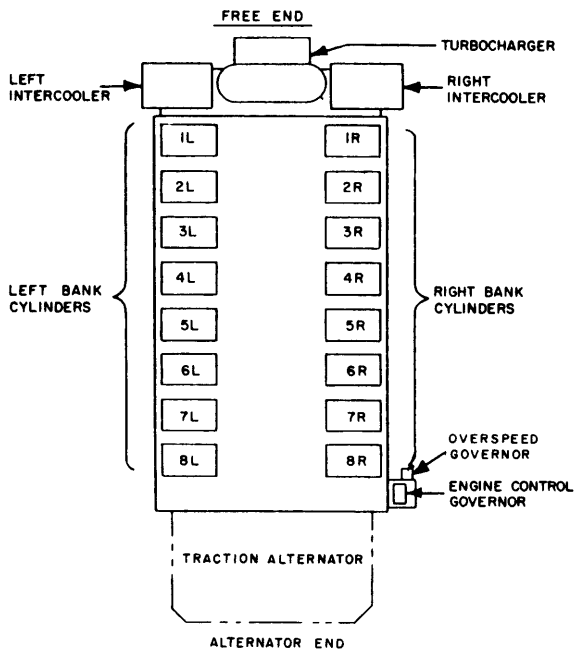 FREE END
TURBOCHARGER
LEFT
INTERCOOLER
RIGHT
INTERCOOLER
1L
1R
2L
2R
3L
3R
4L
4R
LEFT BANK
CYLINDERS
RIGHT BANK
CYLINDERS
5L
5R
6L
6R
7L
7R
8L
8R
OVERSPEED
GOVERNOR
ENGINE CONTROL
GOVERNOR
TRACTION ALTERNATOR
ALTERNATOR END